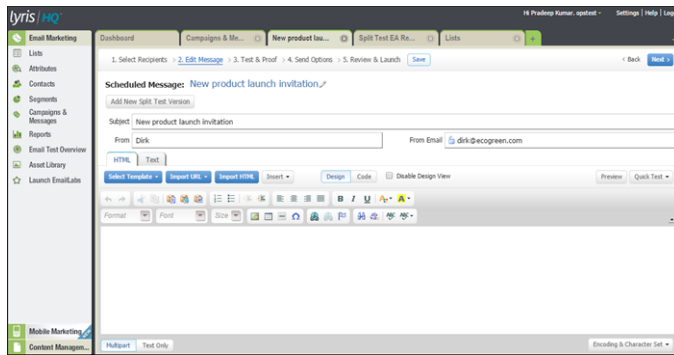 lyris HQ
Hi Pradeep Kumar. opstest Settings | Help | Log
Email Marketing
Dashboard
Campaigns & Me...
New product lau...
Split Test EA Re...
Lists
Lists
1. Select Recipients > 2. Edit Message > 3. Test & Proof > 4. Send Options > 5. Review & Launch Save
< Back Next >
Attributes
Contacts
Scheduled Message: New product launch invitation
Segments
Add New Split Test Version
Campaigns & Messages
Subject New product launch invitation
Reports
From Dirk
From Email dirk@ecogreen.com
Email Test Overview
HTML Text
Asset Library
Select Template Import URL Import HTML Insert Design Code Disable Design View Preview Quick Test
Launch EmailLabs
B I U
Format Font Size
Mobile Marketing
Content Managem...
Multipart Text Only
Encoding & Character Set